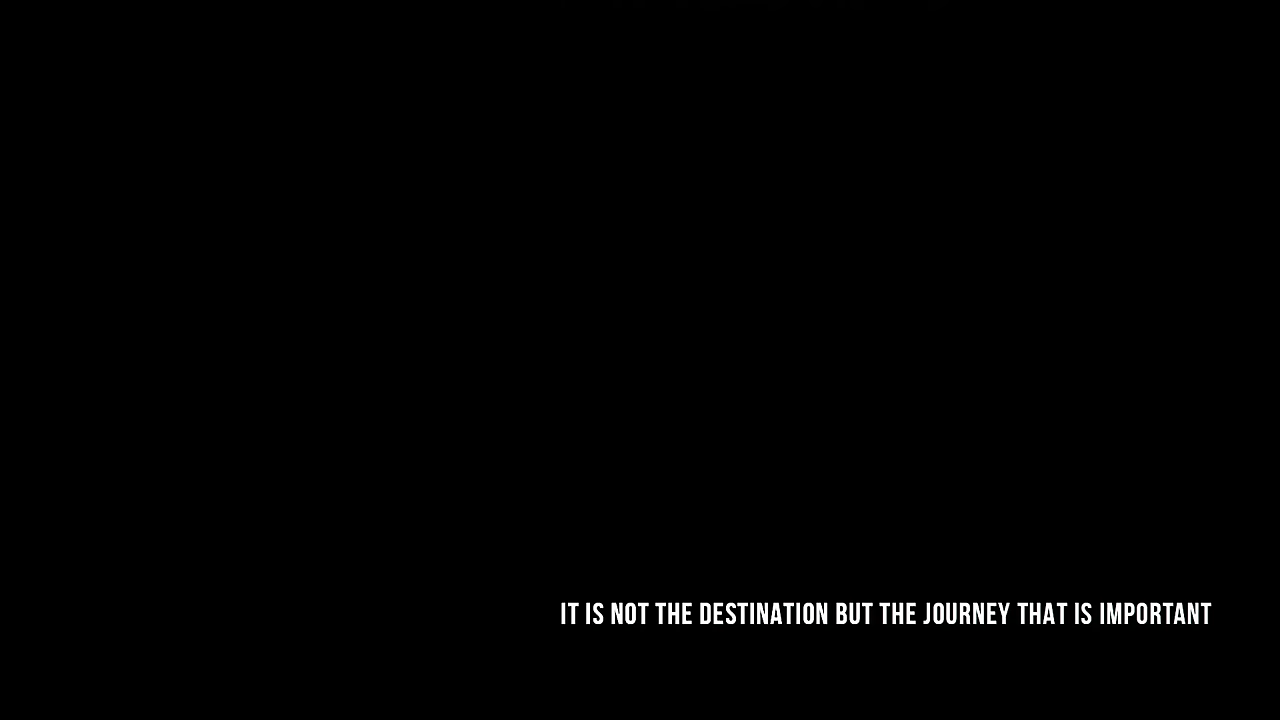 IT IS NOT THE DESTINATION BUT THE JOURNEY THAT IS IMPORTANT